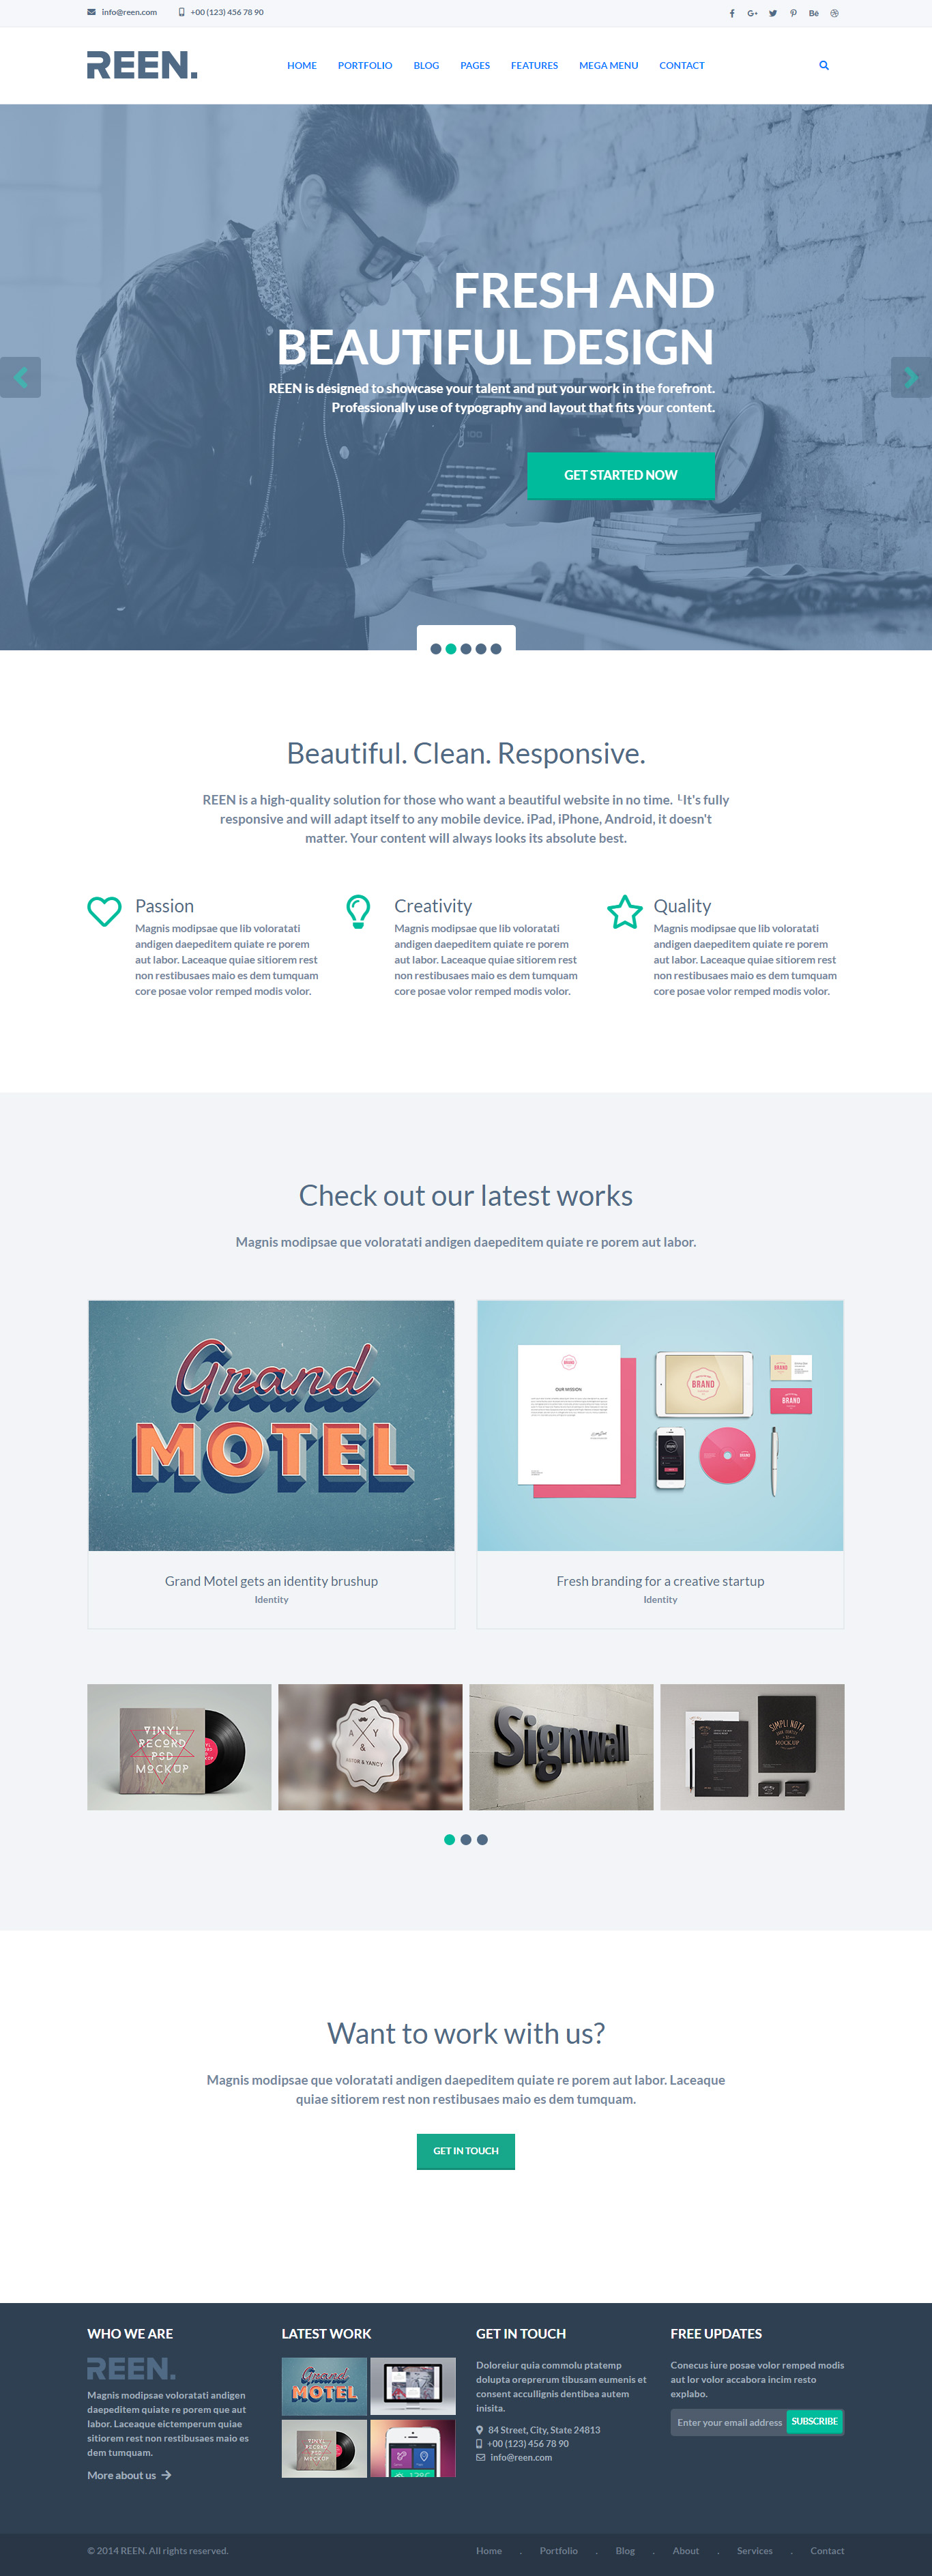 info@reen.com +00 (123) 456 78 90
REEN.
HOME PORTFOLIO BLOG PAGES FEATURES MEGA MENU CONTACT
FRESH AND
BEAUTIFUL DESIGN
REEN is designed to showcase your talent and put your work in the forefront.
Professionally use of typography and layout that fits your content.
GET STARTED NOW
Beautiful. Clean. Responsive.
REEN is a high-quality solution for those who want a beautiful website in no time. It's fully
responsive and will adapt itself to any mobile device. iPad, iPhone, Android, it doesn't
matter. Your content will always looks its absolute best.
Passion
Magnis modipsae que lib voloratati
andigen daepeditem quiate re porem
aut labor. Laceaque quiae sitiorem rest
non restibusaes maio es dem tumquam
core posae volor remped modis volor.
Creativity
Magnis modipsae que lib voloratati
andigen daepeditem quiate re porem
aut labor. Laceaque quiae sitiorem rest
non restibusaes maio es dem tumquam
core posae volor remped modis volor.
Quality
Magnis modipsae que lib voloratati
andigen daepeditem quiate re porem
aut labor. Laceaque quiae sitiorem rest
non restibusaes maio es dem tumquam
core posae volor remped modis volor.
Check out our latest works
Magnis modipsae que voloratati andigen daepeditem quiate re porem aut labor.
Grand
MOTEL
OUR MISSION
BRAND
BRAND
BRAND
Grand Motel gets an identity brushup
Identity
Fresh branding for a creative startup
Identity
VINYL
RECORD
PSD
MOCKUP
A Y
&
ASTOR & YANCY
Signwall
SIMPLI NOTA
MOCKUP
Want to work with us?
Magnis modipsae que voloratati andigen daepeditem quiate re porem aut labor. Laceaque
quiae sitiorem rest non restibusaes maio es dem tumquam.
GET IN TOUCH
WHO WE ARE
REEN.
Magnis modipsae voloratati andigen
daepeditem quiate re porem que aut
labor. Laceaque eictemperum quiae
sitiorem rest non restibusaes maio es
dem tumquam.
More about us
LATEST WORK
Grand
MOTEL
VINYL
RECORD
PSD
MOCKUP
GET IN TOUCH
Doloreiur quia commolu ptatemp
dolupta oreprerum tibusam eumenis et
consent accullignis dentibea autem
inisita.
84 Street, City, State 24813
+00 (123) 456 78 90
info@reen.com
FREE UPDATES
Conecus iure posae volor remped modis
aut lor volor accabora incim resto
explabo.
Enter your email address SUBSCRIBE
© 2014 REEN. All rights reserved.
Home . Portfolio . Blog . About . Services . Contact